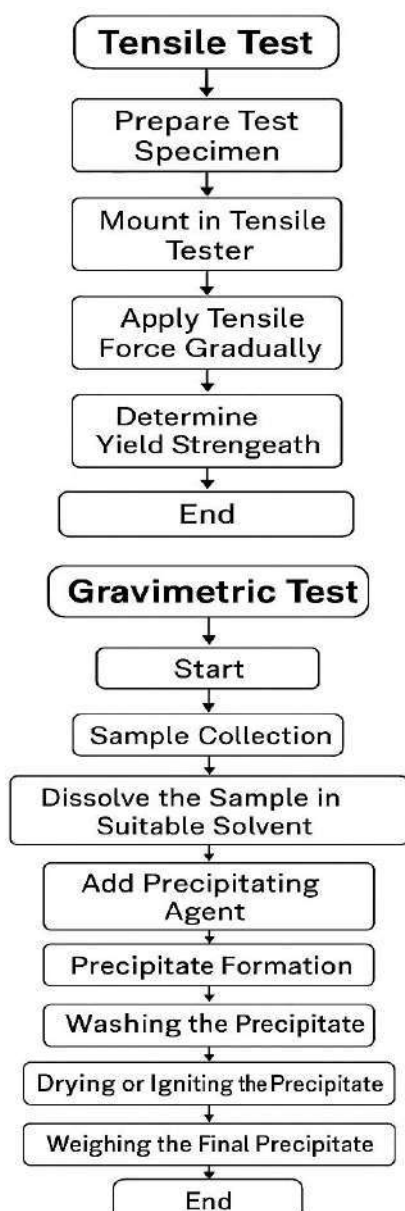 Tensile Test
Prepare Test
Specimen
Mount in Tensile
Tester
Apply Tensile
Force Gradually
Determine
Yield Strengeath
End
Gravimetric Test
Start
Sample Collection
Dissolve the Sample in
Suitable Solvent
Add Precipitating
Agent
Precipitate Formation
Washing the Precipitate
Drying or Igniting the Precipitate
Weighing the Final Precipitate
End